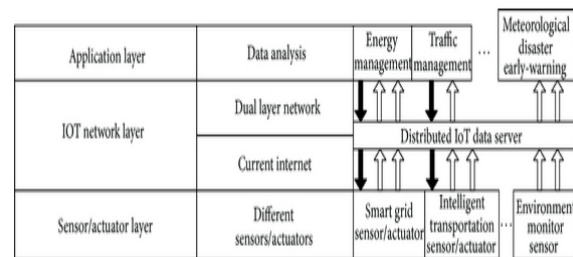 Application layer
Data analysis
Energy
management
Traffic
management
...
Meteorological
disaster
early-warning
IOT network layer
Dual layer network
Current internet
Distributed IoT data server
Sensor/actuator layer
Different
sensors/actuators
Smart grid
sensor/actuator
Intelligent
transportation
sensor/actuator
...
Environment
monitor
sensor